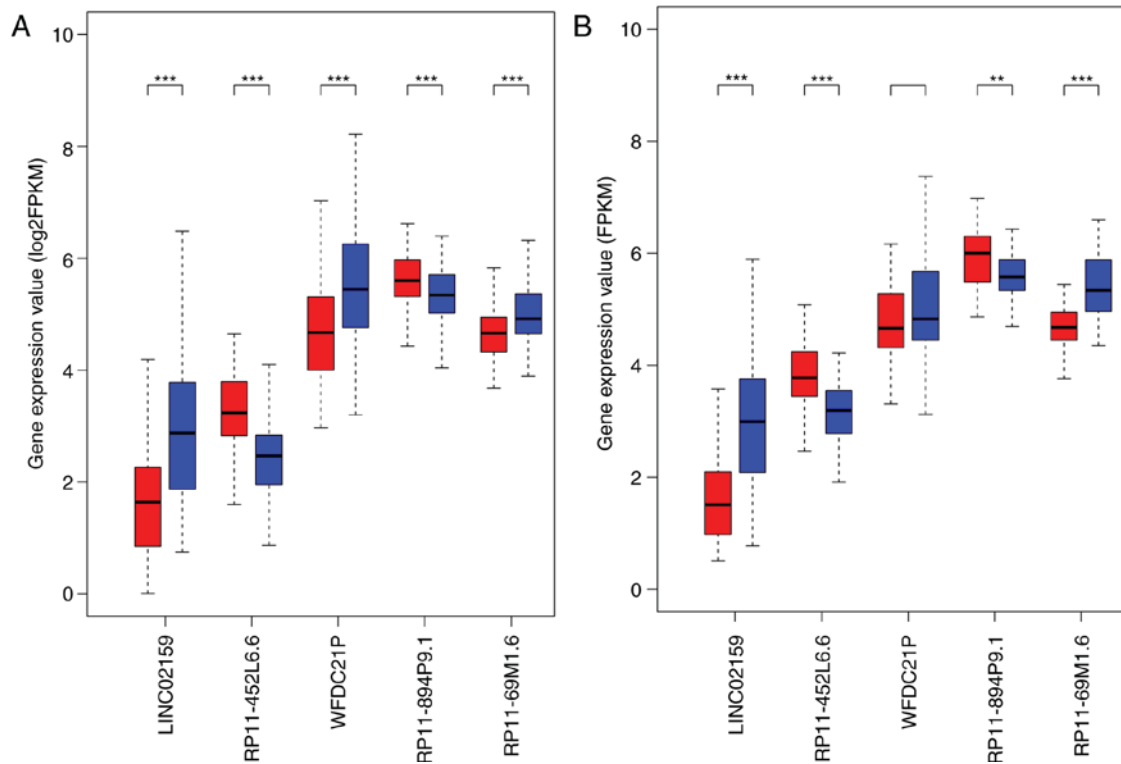 A
Gene expression value (log2FPKM)
10
8
6
4
2
0
*** *** *** *** ***
LINC02159
RP11-452L6.6
WFDC21P
RP11-894P9.1
RP11-69M1.6
B
Gene expression value (FPKM)
10
8
6
4
2
0
*** *** ** ***
LINC02159
RP11-452L6.6
WFDC21P
RP11-894P9.1
RP11-69M1.6